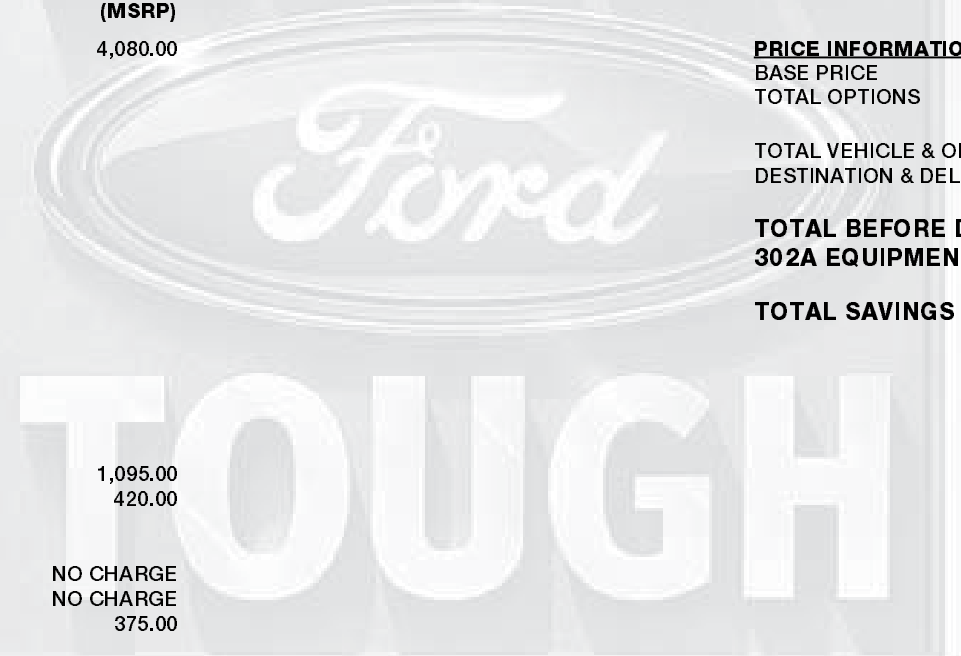 (MSRP)
4,080.00
1,095.00
420.00
NO CHARGE
NO CHARGE
375.00
PRICE INFORMATIO
BASE PRICE
TOTAL OPTIONS
TOTAL VEHICLE & O
DESTINATION & DEL
TOTAL BEFORE D
302A EQUIPMEN
TOTAL SAVINGS
Ford
TOUGH